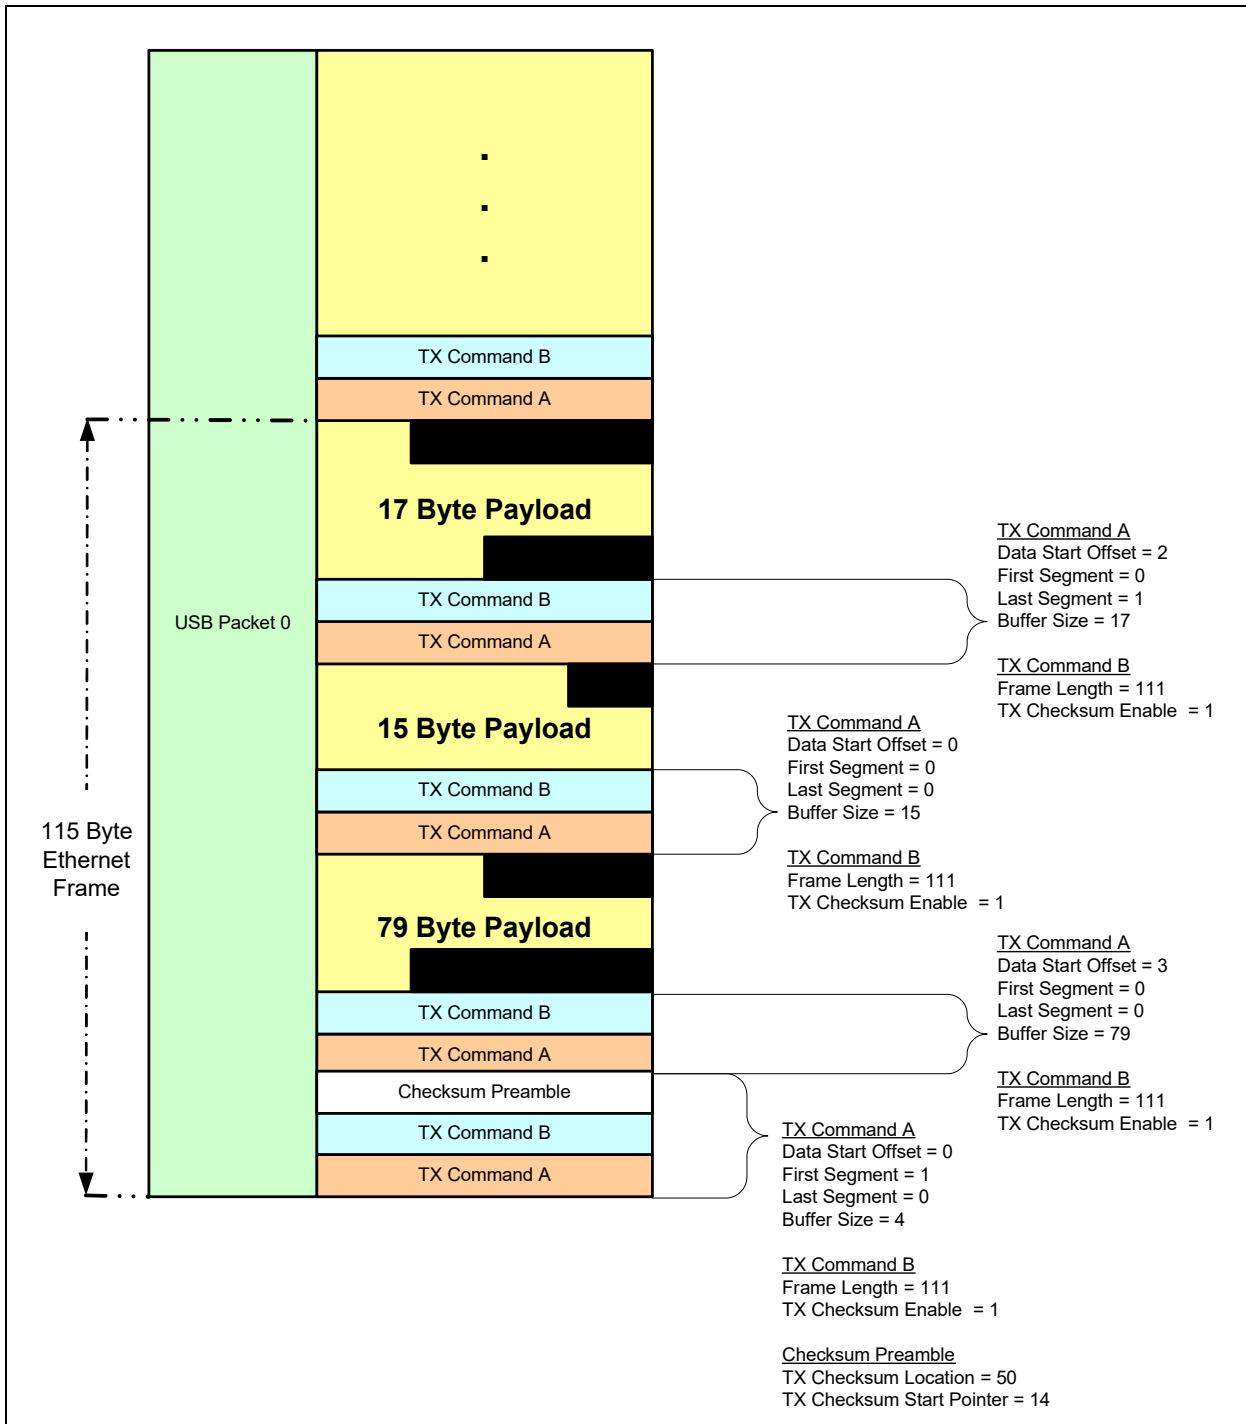 TX Command B
TX Command A
17 Byte Payload
TX Command B
TX Command A
USB Packet 0
15 Byte Payload
TX Command B
TX Command A
115 Byte
Ethernet
Frame
79 Byte Payload
TX Command B
TX Command A
Checksum Preamble
TX Command B
TX Command A
TX Command A
Data Start Offset = 2
First Segment = 0
Last Segment = 1
Buffer Size = 17
TX Command B
Frame Length = 111
TX Checksum Enable = 1
TX Command A
Data Start Offset = 0
First Segment = 0
Last Segment = 0
Buffer Size = 15
TX Command B
Frame Length = 111
TX Checksum Enable = 1
TX Command A
Data Start Offset = 3
First Segment = 0
Last Segment = 0
Buffer Size = 79
TX Command B
Frame Length = 111
TX Checksum Enable = 1
TX Command A
Data Start Offset = 0
First Segment = 1
Last Segment = 0
Buffer Size = 4
TX Command B
Frame Length = 111
TX Checksum Enable = 1
Checksum Preamble
TX Checksum Location = 50
TX Checksum Start Pointer = 14